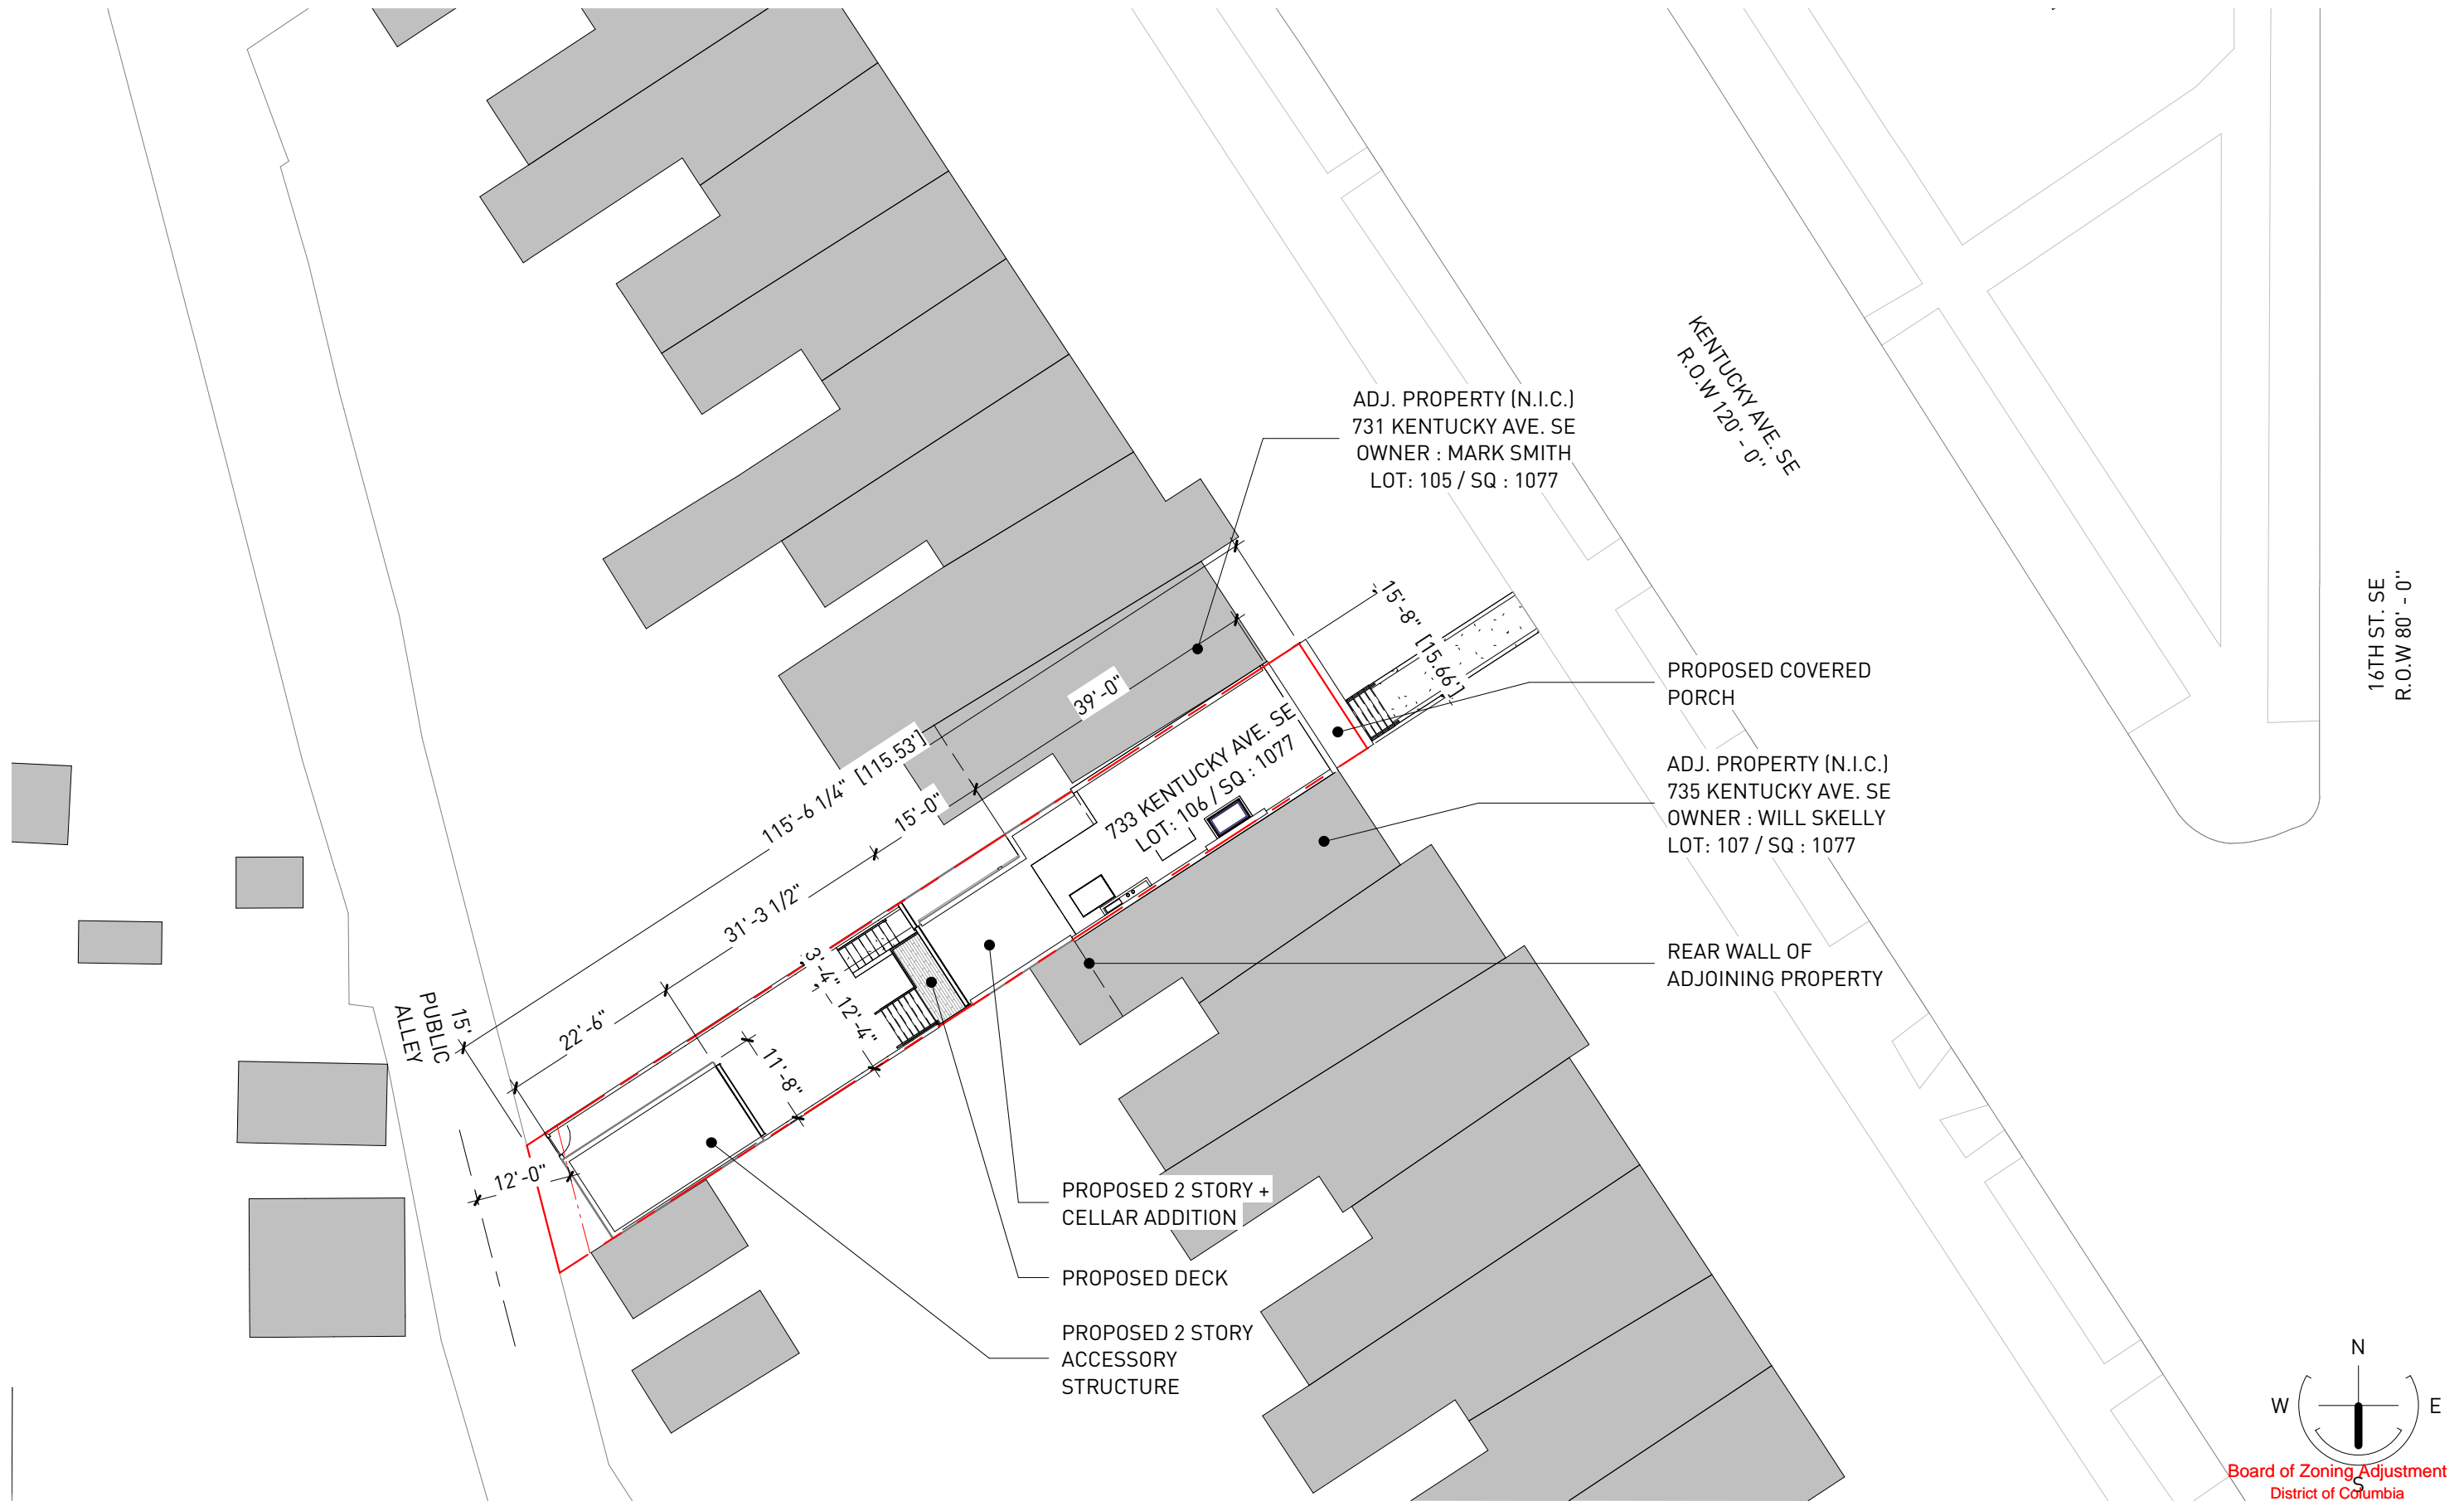 KENTUCKY AVE. SE
R.O.W 120' - 0"
ADJ. PROPERTY (N.I.C.)
731 KENTUCKY AVE. SE
OWNER : MARK SMITH
LOT: 105 / SQ : 1077
16TH ST. SE
R.O.W 80' - 0"
15'-8" [15.66']
39'-0"
PROPOSED COVERED
PORCH
733 KENTUCKY AVE. SE
LOT: 106 / SQ : 1077
115'-6 1/4" [115.53']
15'-0"
ADJ. PROPERTY (N.I.C.)
735 KENTUCKY AVE. SE
OWNER : WILL SKELLY
LOT: 107 / SQ : 1077
31'-3 1/2"
REAR WALL OF
ADJOINING PROPERTY
3'-4"
12'-4"
22'-6"
15'
PUBLIC
ALLEY
11'-8"
12'-0"
PROPOSED 2 STORY +
CELLAR ADDITION
PROPOSED DECK
PROPOSED 2 STORY
ACCESSORY
STRUCTURE
N
W
E
S
Board of Zoning Adjustment
District of Columbia